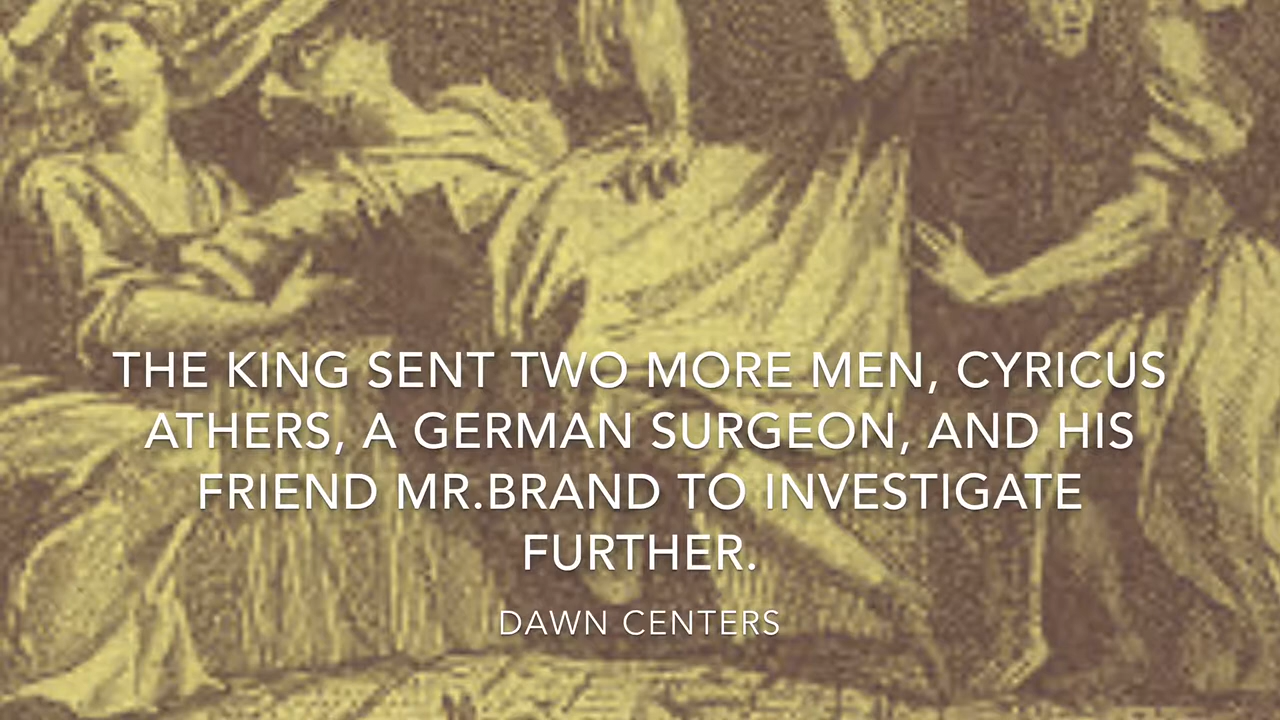 THE KING SENT TWO MORE MEN, CYRICUS
ATHERS, A GERMAN SURGEON, AND HIS
FRIEND MR.BRAND TO INVESTIGATE
FURTHER.
DAWN CENTERS